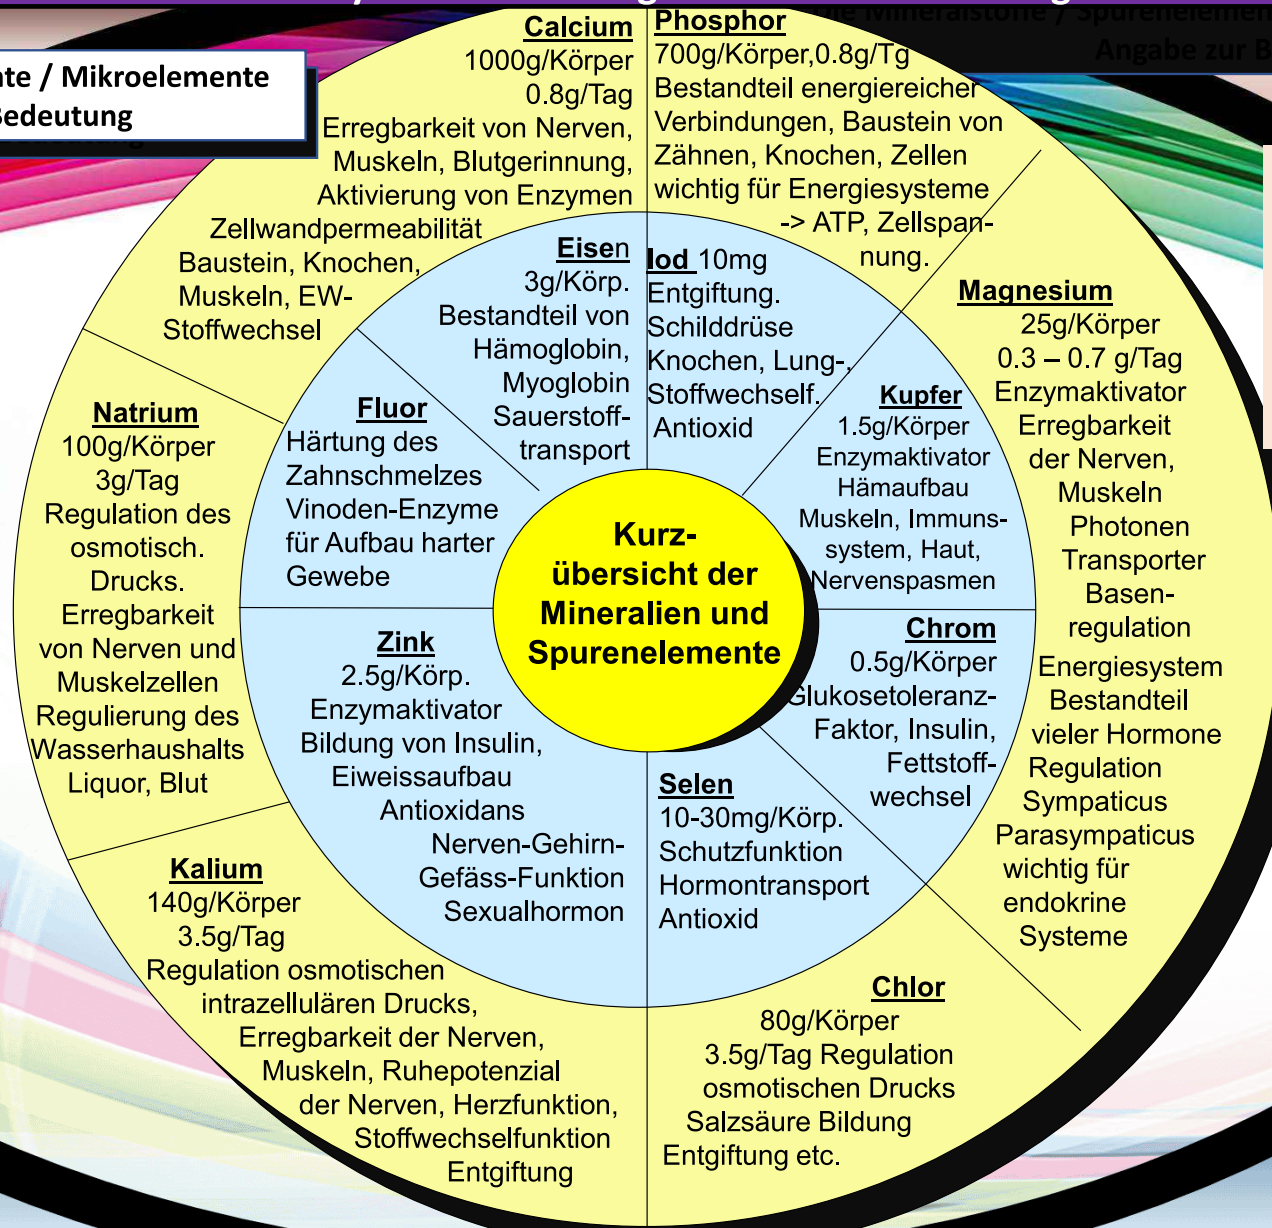 die Mineralstoffe / Spurenelemen
Angabe zur B
te / Mikroelemente
Bedeutung
Calcium
1000g/Körper
0.8g/Tag
Erregbarkeit von Nerven,
Muskeln, Blutgerinnung,
Aktivierung von Enzymen
Zellwandpermeabilität
Baustein, Knochen,
Muskeln, EW-
Stoffwechsel
Phosphor
700g/Körper,0.8g/Tg
Bestandteil energiereicher
Verbindungen, Baustein von
Zähnen, Knochen, Zellen
wichtig für Energiesysteme
-> ATP, Zellspan-
nung.
Magnesium
25g/Körper
0.3 – 0.7 g/Tag
Enzymaktivator
Erregbarkeit
der Nerven,
Muskeln
Photonen
Transporter
Basen-
regulation
Energiesystem
Bestandteil
vieler Hormone
Regulation
Sympaticus
Parasympaticus
wichtig für
endokrine
Systeme
Chlor
80g/Körper
3.5g/Tag Regulation
osmotischen Drucks
Salzsäure Bildung
Entgiftung etc.
Kalium
140g/Körper
3.5g/Tag
Regulation osmotischen
intrazellulären Drucks,
Erregbarkeit der Nerven,
Muskeln, Ruhepotenzial
der Nerven, Herzfunktion,
Stoffwechselfunktion
Entgiftung
Natrium
100g/Körper
3g/Tag
Regulation des
osmotisch.
Drucks.
Erregbarkeit
von Nerven und
Muskelzellen
Regulierung des
Wasserhaushalts
Liquor, Blut
Eisen
3g/Körp.
Bestandteil von
Hämoglobin,
Myoglobin
Sauerstoff-
transport
Iod 10mg
Entgiftung.
Schilddrüse
Knochen, Lung-,
Stoffwechself.
Antioxid
Kupfer
1.5g/Körper
Enzymaktivator
Hämaufbau
Muskeln, Immuns-
system, Haut,
Nervenspasmen
Chrom
0.5g/Körper
Glukosetoleranz-
Faktor, Insulin,
Fettstoff-
wechsel
Selen
10-30mg/Körp.
Schutzfunktion
Hormontransport
Antioxid
Zink
2.5g/Körp.
Enzymaktivator
Bildung von Insulin,
Eiweissaufbau
Antioxidans
Nerven-Gehirn-
Gefäss-Funktion
Sexualhormon
Fluor
Härtung des
Zahnschmelzes
Vinoden-Enzyme
für Aufbau harter
Gewebe
Kurz-
übersicht der
Mineralien und
Spurenelemente